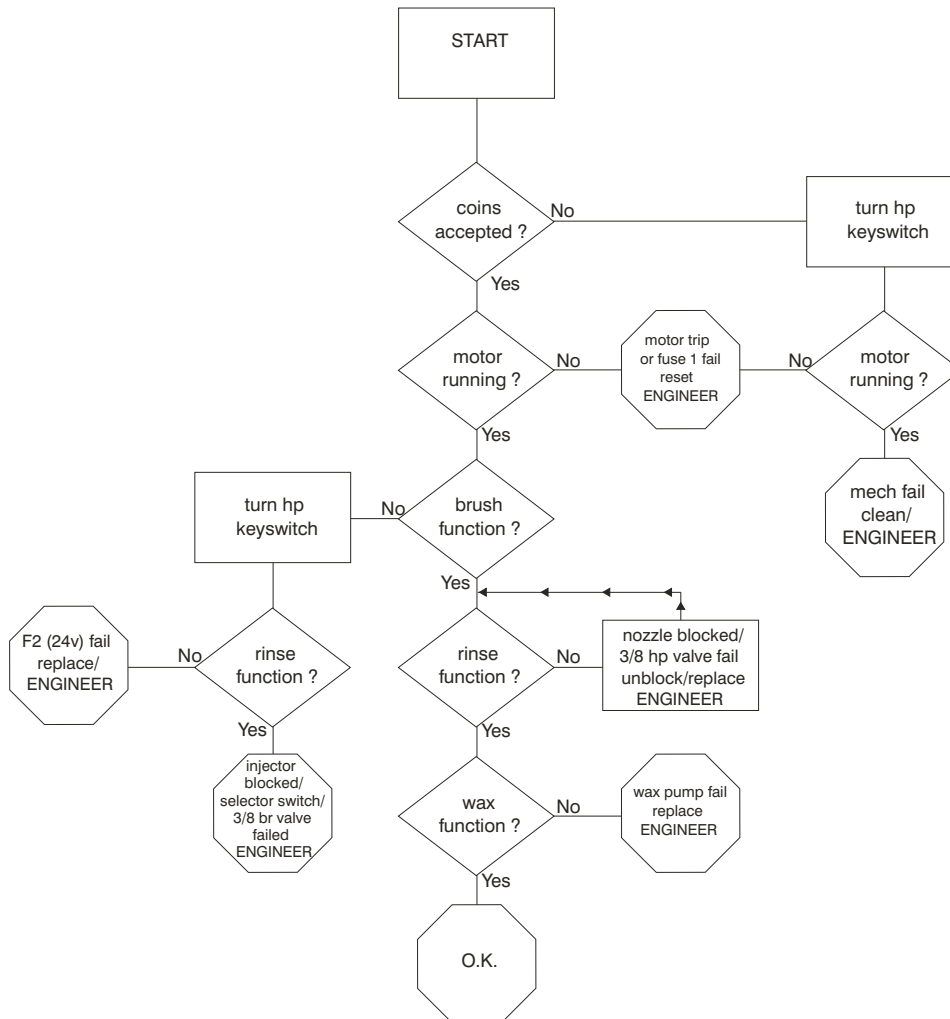 START
coins
accepted ?
No
turn hp
keyswitch
Yes
motor
running ?
No
motor trip
or fuse 1 fail
reset
ENGINEER
No
motor
running ?
Yes
Yes
mech fail
clean/
ENGINEER
turn hp
keyswitch
No
brush
function ?
Yes
F2 (24v) fail
replace/
ENGINEER
No
rinse
function ?
Yes
rinse
function ?
No
nozzle blocked/
3/8 hp valve fail
unblock/replace
ENGINEER
Yes
injector
blocked/
selector switch/
3/8 br valve
failed
ENGINEER
wax
function ?
No
wax pump fail
replace
ENGINEER
Yes
O.K.